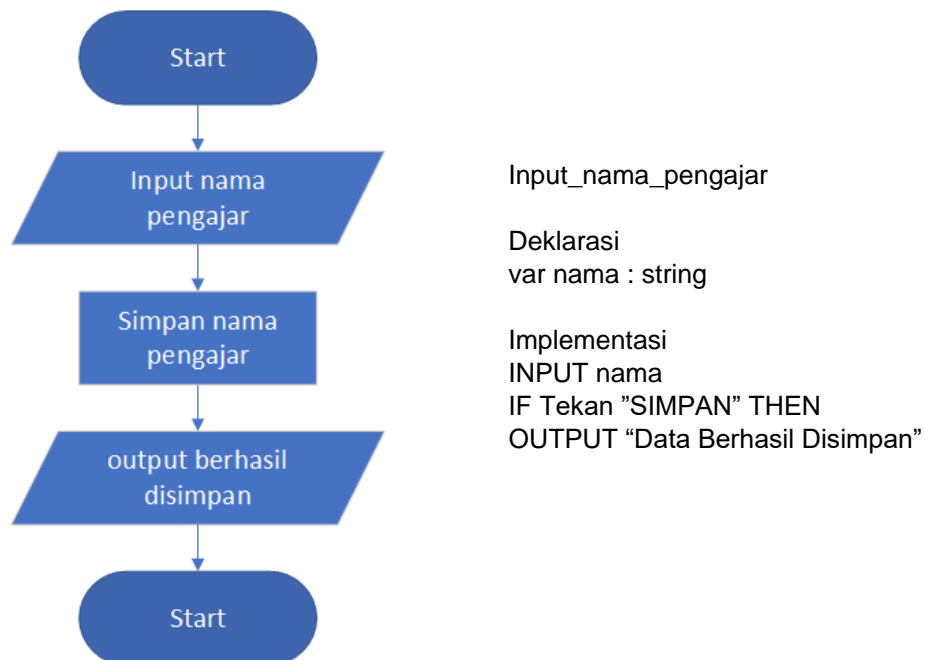 Start
Input nama
pengajar
Simpan nama
pengajar
output berhasil
disimpan
Start
Input_nama_pengajar
Deklarasi
var nama : string
Implementasi
INPUT nama
IF Tekan ”SIMPAN” THEN
OUTPUT “Data Berhasil Disimpan”